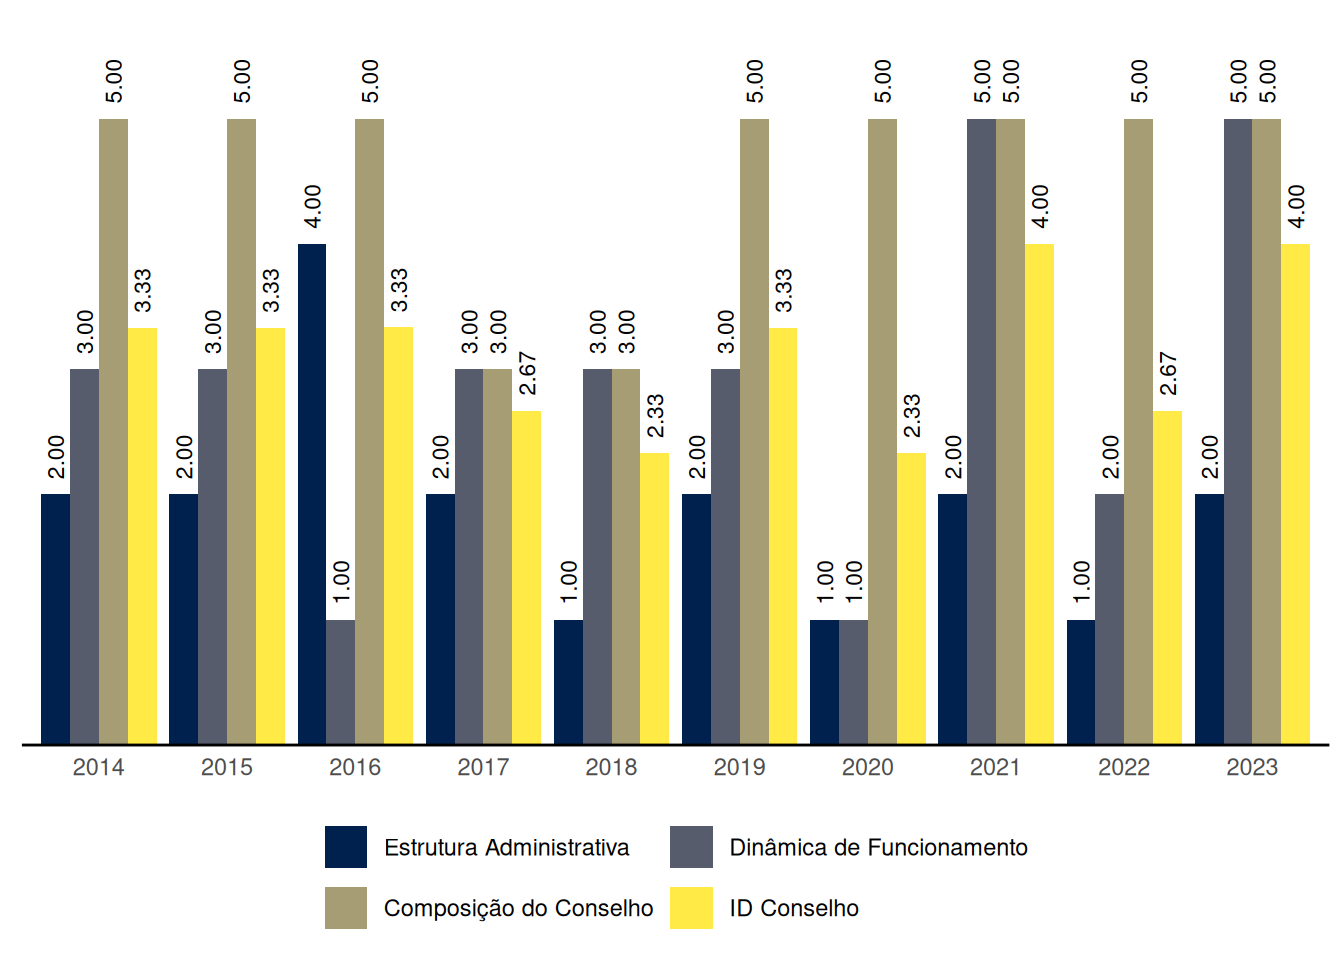 2.00 3.00 5.00 3.33
2.00 3.00 5.00 3.33
4.00 1.00 5.00 3.33
2.00 3.00 3.00 2.67
1.00 3.00 3.00 2.33
2.00 3.00 5.00 3.33
1.00 1.00 5.00 2.33
2.00 5.00 5.00 4.00
1.00 2.00 5.00 2.67
2.00 5.00 5.00 4.00
2014 2015 2016 2017 2018 2019 2020 2021 2022 2023
Estrutura Administrativa Dinâmica de Funcionamento
Composição do Conselho ID Conselho